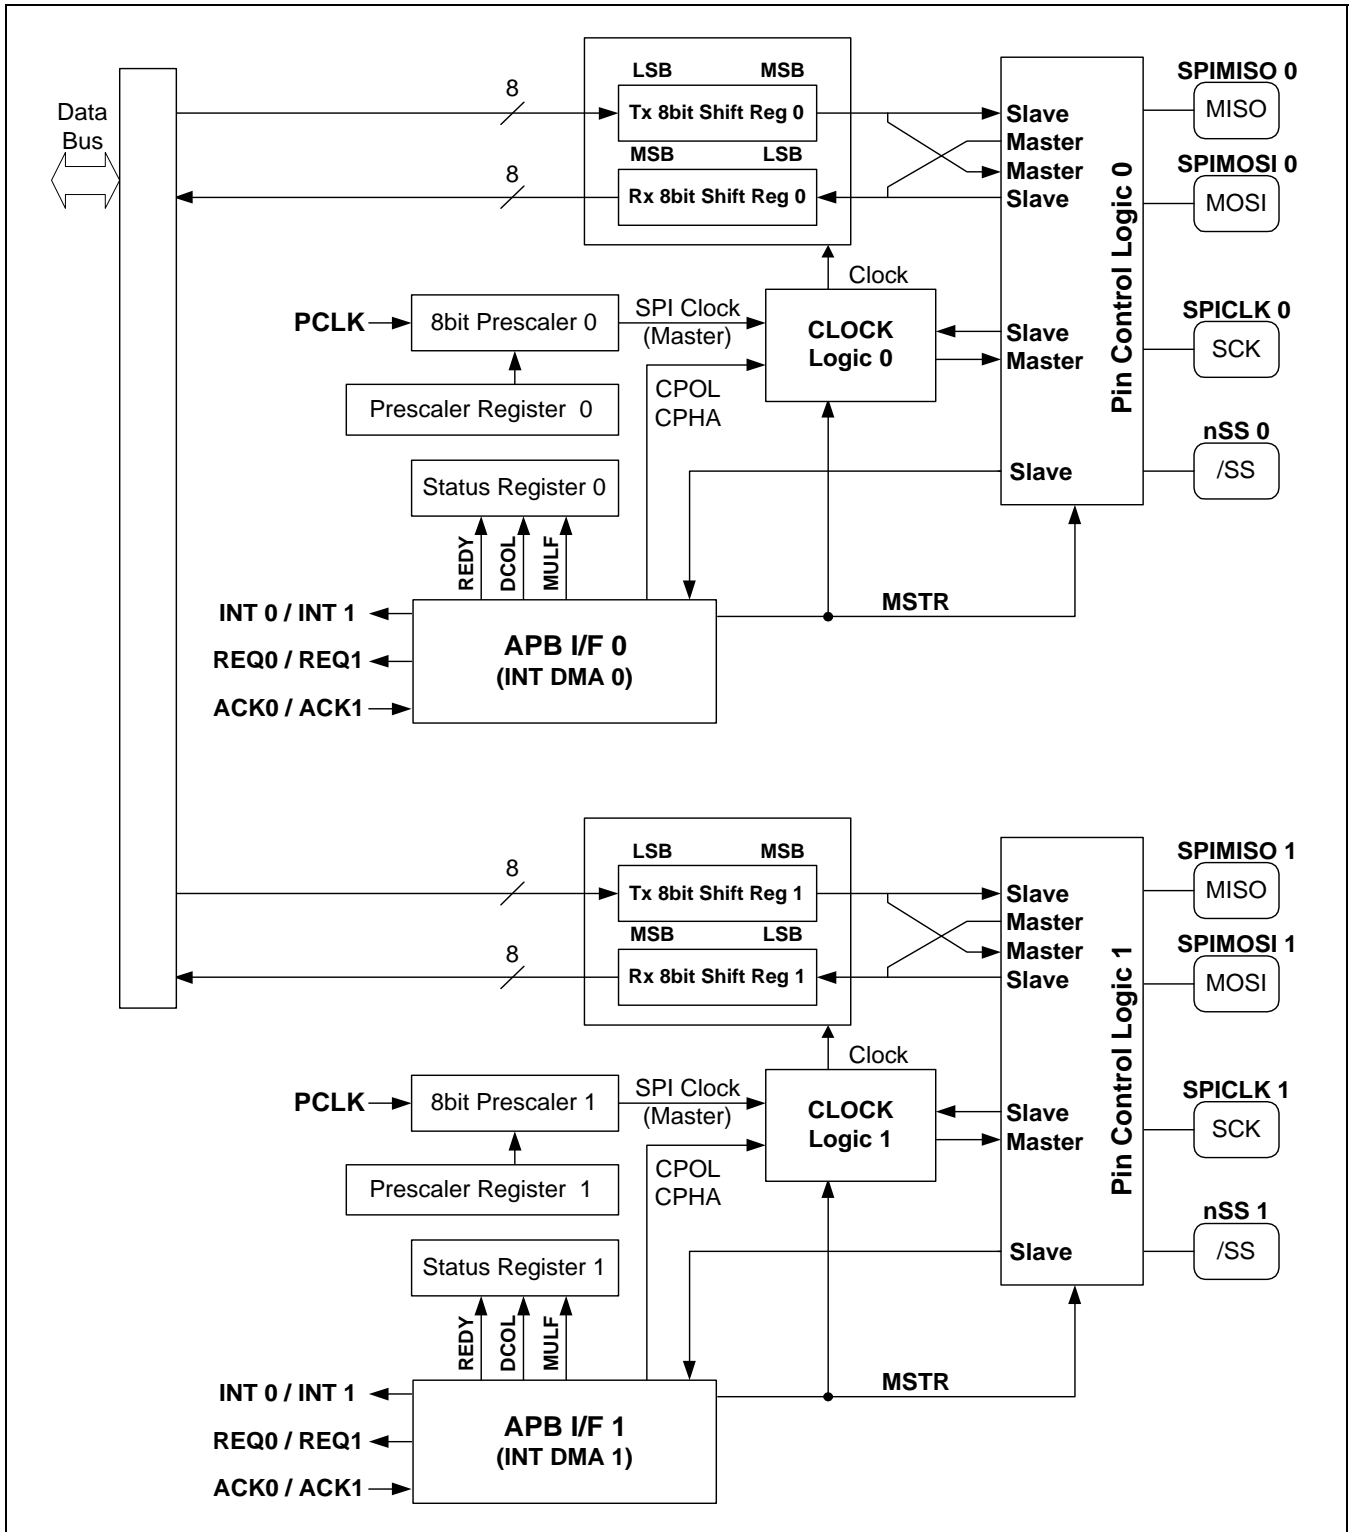 Data
Bus
8
8
LSB MSB
Tx 8bit Shift Reg 0
MSB LSB
Rx 8bit Shift Reg 0
Slave
Master
Master
Slave
Pin Control Logic 0
SPIMISO 0
MISO
SPIMOSI 0
MOSI
Clock
PCLK
8bit Prescaler 0
SPI Clock
(Master)
CLOCK
Logic 0
Slave
Master
SPICLK 0
SCK
Prescaler Register 0
CPOL
CPHA
nSS 0
/SS
Slave
Status Register 0
REDY
DCOL
MULF
MSTR
INT 0 / INT 1
REQ0 / REQ1
ACK0 / ACK1
APB I/F 0
(INT DMA 0)
8
8
LSB MSB
Tx 8bit Shift Reg 1
MSB LSB
Rx 8bit Shift Reg 1
Slave
Master
Master
Slave
Pin Control Logic 1
SPIMISO 1
MISO
SPIMOSI 1
MOSI
Clock
PCLK
8bit Prescaler 1
SPI Clock
(Master)
CLOCK
Logic 1
Slave
Master
SPICLK 1
SCK
Prescaler Register 1
CPOL
CPHA
nSS 1
/SS
Slave
Status Register 1
REDY
DCOL
MULF
MSTR
INT 0 / INT 1
REQ0 / REQ1
ACK0 / ACK1
APB I/F 1
(INT DMA 1)